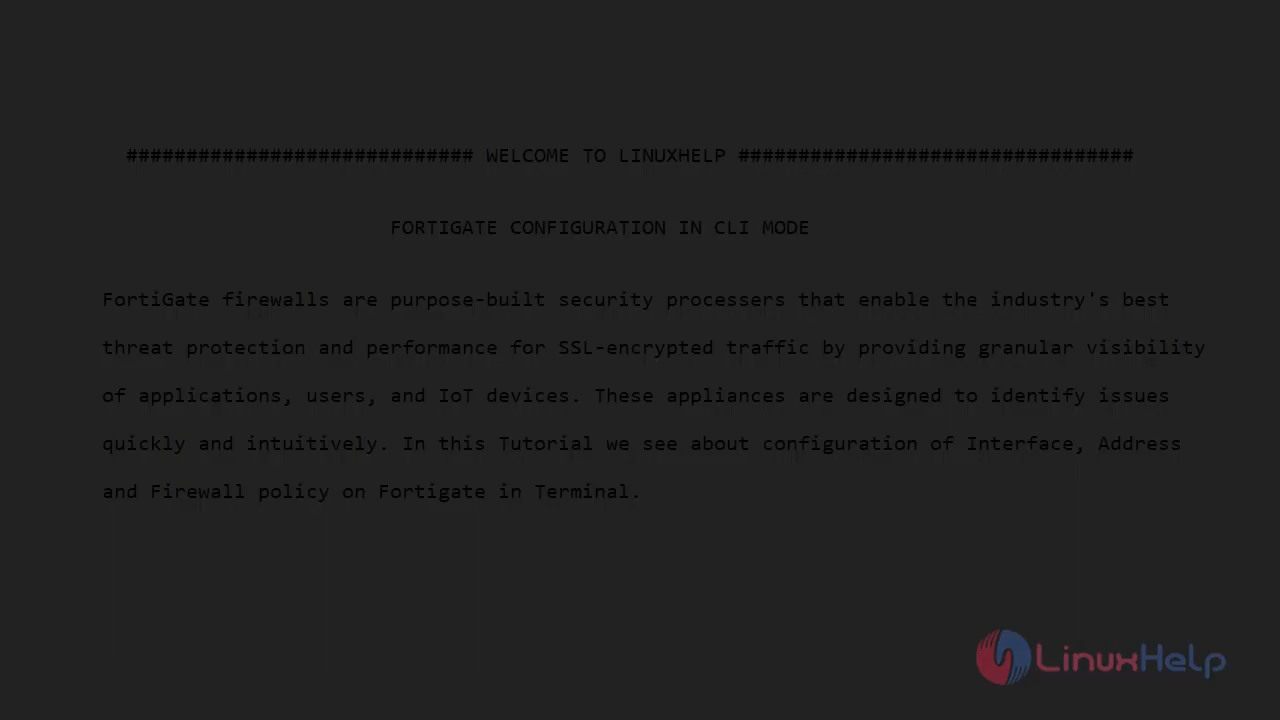 ############################# WELCOME TO LINUXHELP #################################
FORTIGATE CONFIGURATION IN CLI MODE
FortiGate firewalls are purpose-built security processers that enable the industry's best
threat protection and performance for SSL-encrypted traffic by providing granular visibility
of applications, users, and IoT devices. These appliances are designed to identify issues
quickly and intuitively. In this Tutorial we see about configuration of Interface, Address
and Firewall policy on Fortigate in Terminal.
LinuxHelp